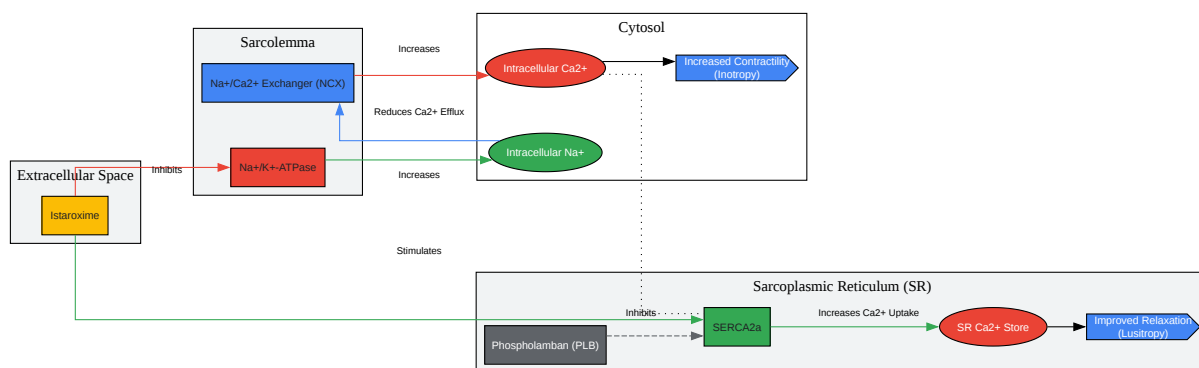 Sarcolemma
Cytosol
Increases
Na+/Ca2+ Exchanger (NCX)
Intracellular Ca2+
Increased Contractility
(Inotropy)
Reduces Ca2+ Efflux
Intracellular Na+
Na+/K+-ATPase
Inhibits
Increases
Extracellular Space
Istaroxime
Stimulates
Sarcoplasmic Reticulum (SR)
Inhibits
SERCA2a
Increases Ca2+ Uptake
SR Ca2+ Store
Improved Relaxation
(Lusitropy)
Phospholamban (PLB)